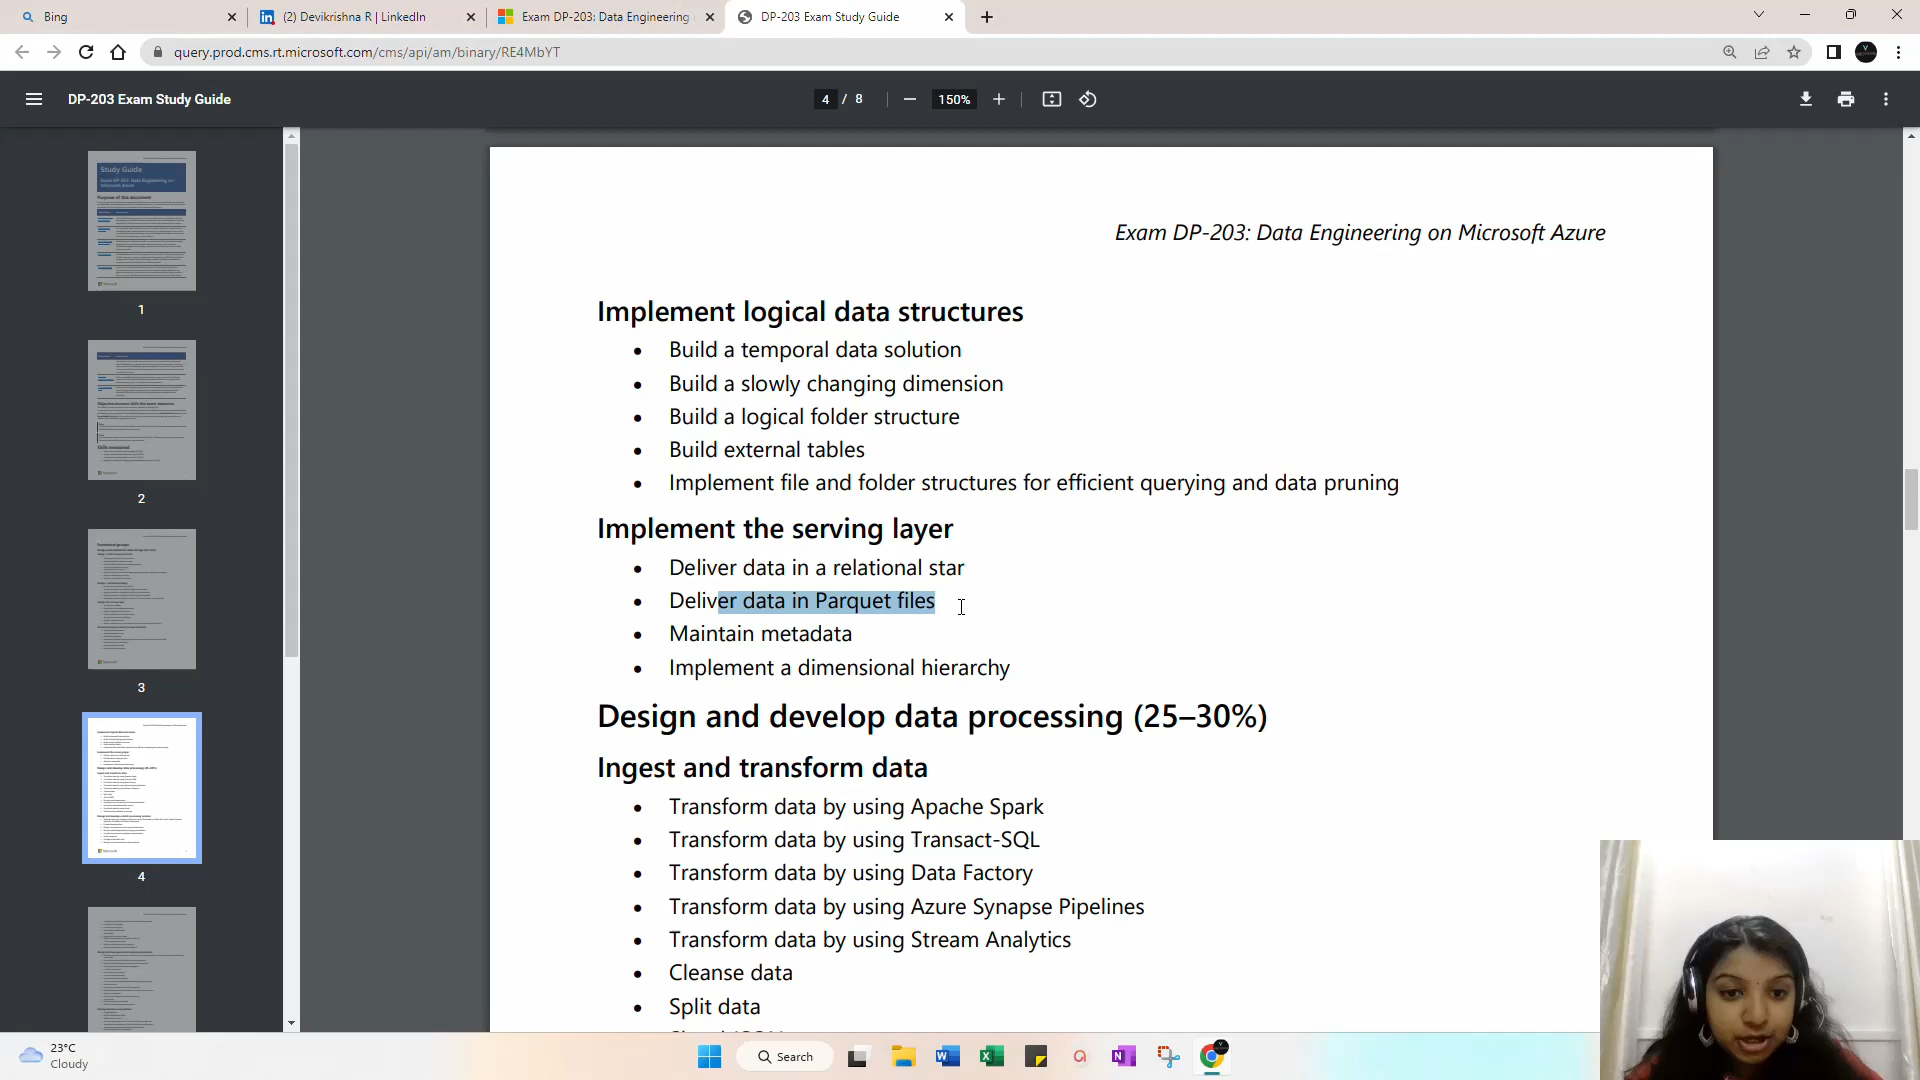 Bing
(2) Devikrishna R | LinkedIn
Exam DP-203: Data Engineering
DP-203 Exam Study Guide
query.prod.cms.rt.microsoft.com/cms/api/am/binary/RE4MbYT
DP-203 Exam Study Guide
4 / 8
150%
Study Guide
1
2
3
4
Exam DP-203: Data Engineering on Microsoft Azure
Implement logical data structures
• Build a temporal data solution
• Build a slowly changing dimension
• Build a logical folder structure
• Build external tables
• Implement file and folder structures for efficient querying and data pruning
Implement the serving layer
• Deliver data in a relational star
• Deliver data in Parquet files
• Maintain metadata
• Implement a dimensional hierarchy
Design and develop data processing (25–30%)
Ingest and transform data
• Transform data by using Apache Spark
• Transform data by using Transact-SQL
• Transform data by using Data Factory
• Transform data by using Azure Synapse Pipelines
• Transform data by using Stream Analytics
• Cleanse data
• Split data
23°C
Cloudy
Search